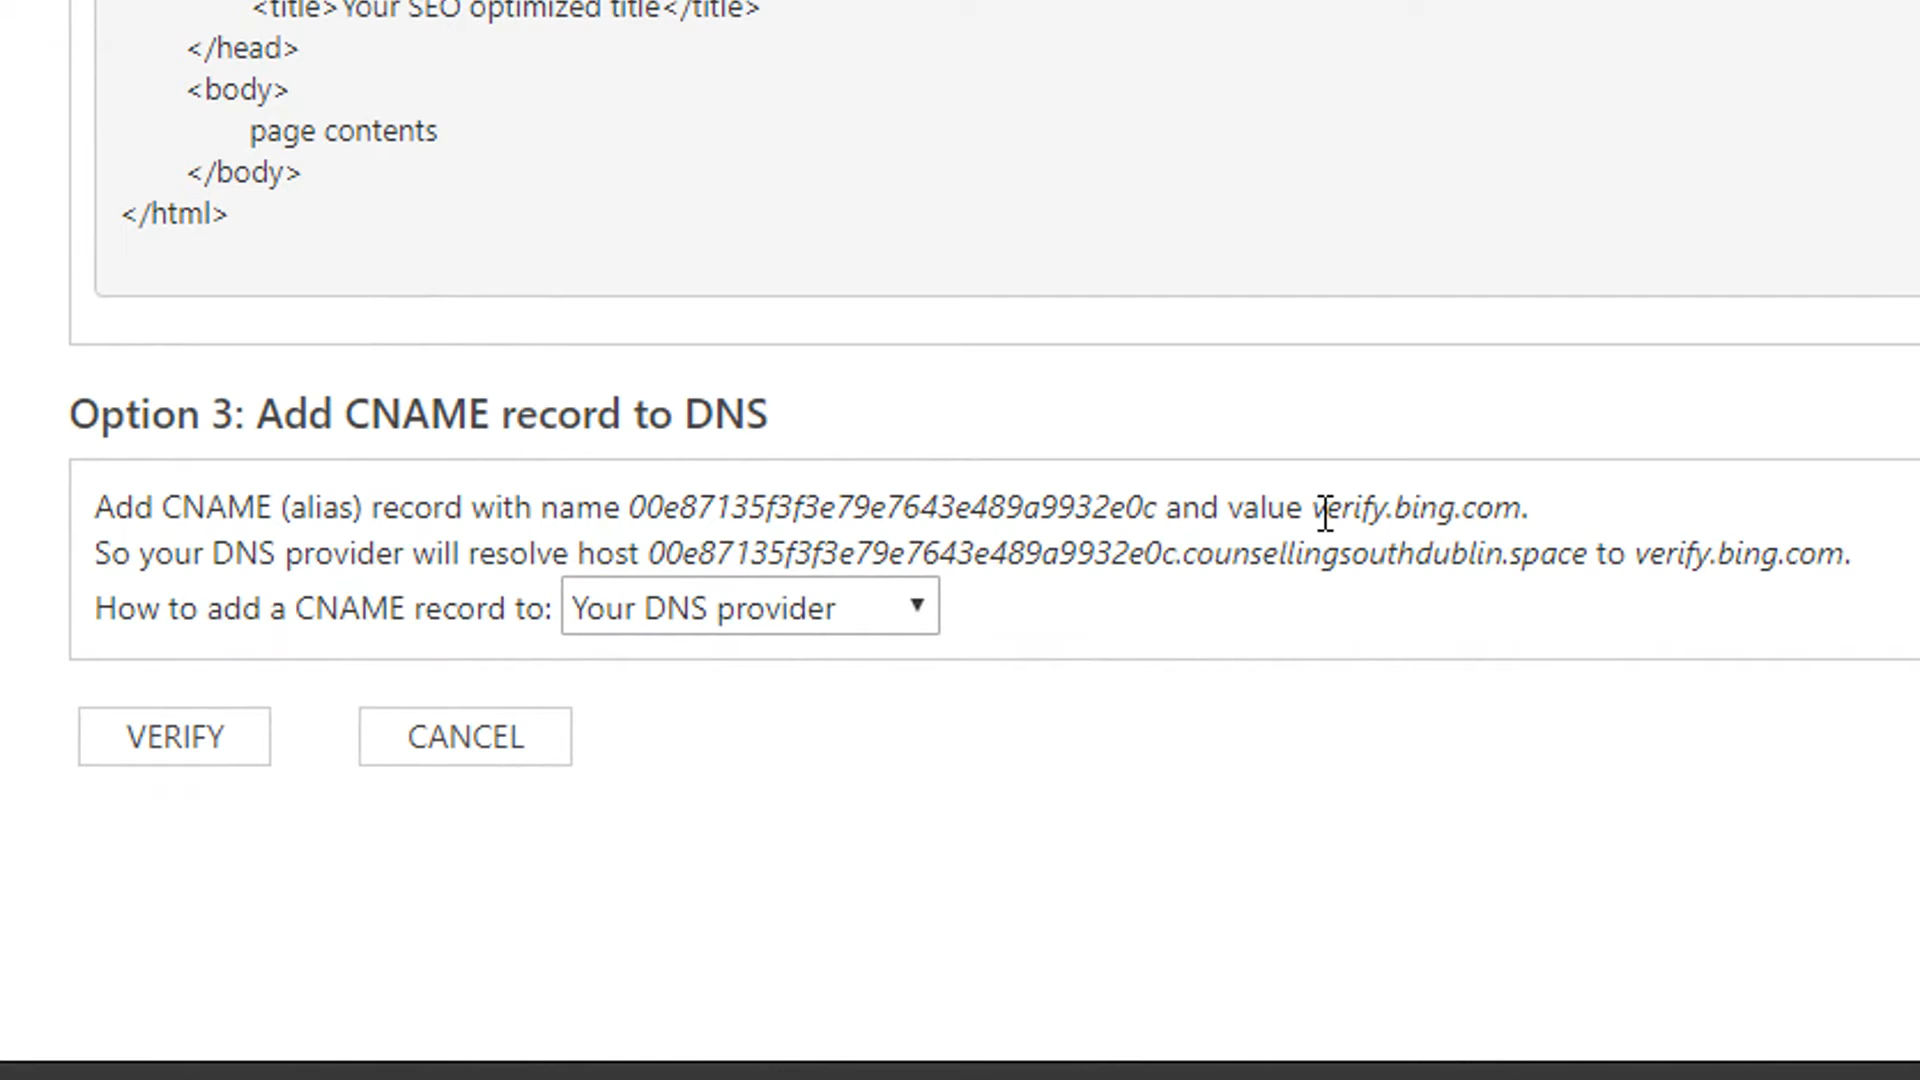 <title>Your SEO optimized title</title>
</head>
<body>
page contents
</body>
</html>
Option 3: Add CNAME record to DNS
Add CNAME (alias) record with name 00e87135f3f3e79e7643e489a9932e0c and value verify.bing.com.
So your DNS provider will resolve host 00e87135f3f3e79e7643e489a9932e0c.counsellingsouthdublin.space to verify.bing.com.
How to add a CNAME record to: Your DNS provider
VERIFY CANCEL